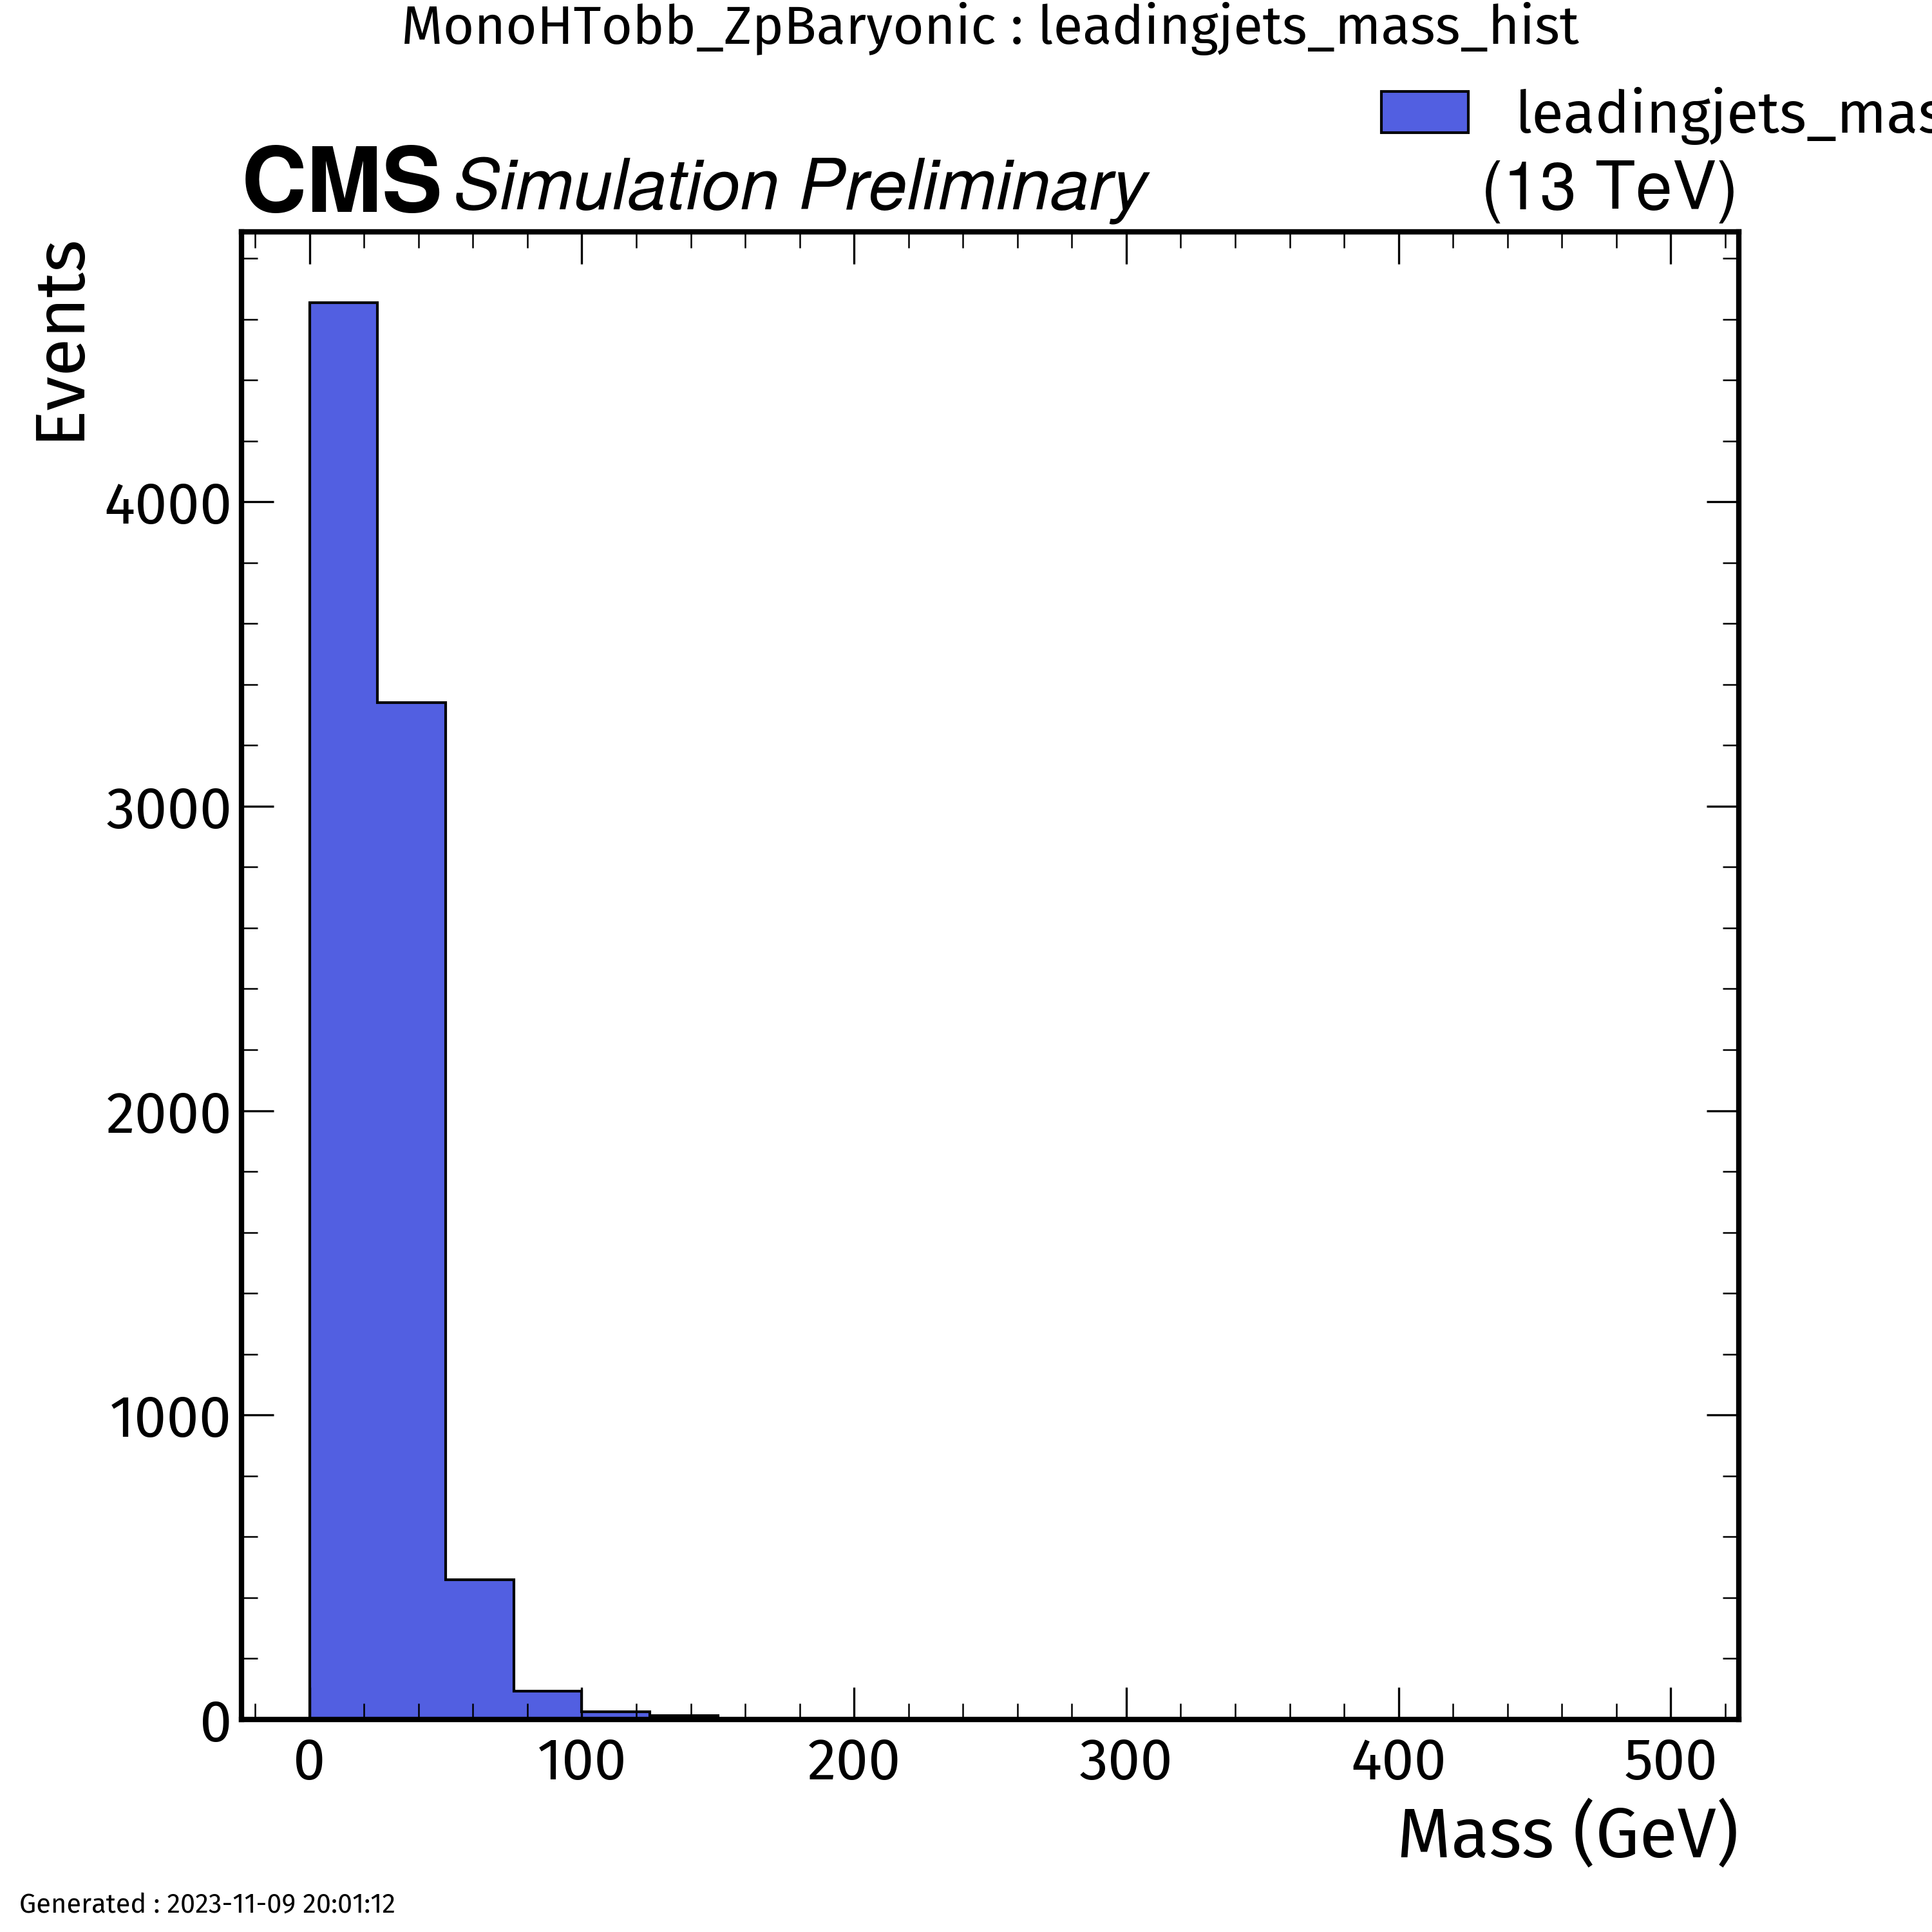 MonoHTobb_ZpBaryonic : leadingjets_mass_hist
leadingjets_mas
CMS Simulation Preliminary (13 TeV)
Events
4000
3000
2000
1000
0
0 100 200 300 400 500
Mass (GeV)
Generated : 2023-11-09 20:01:12